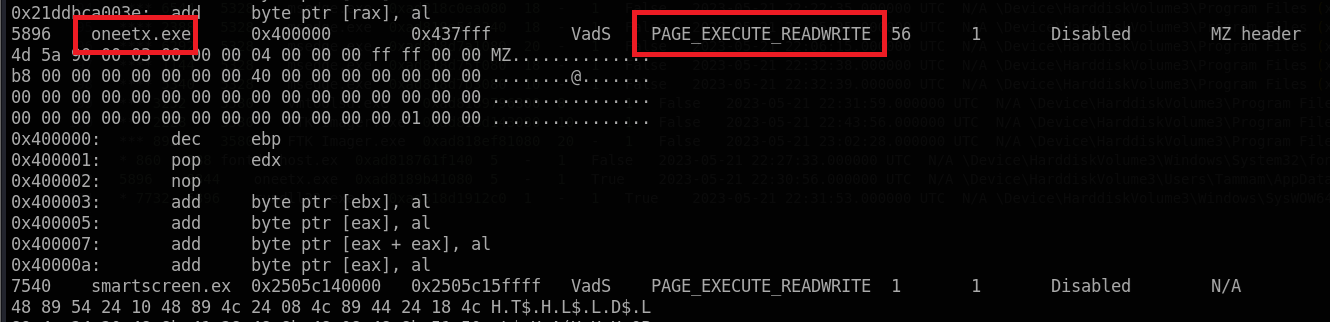 0x21ddbca003e: add byte ptr [rax], al
5896 oneetx.exe 0x400000 0x437fff VadS PAGE_EXECUTE_READWRITE 56 1 Disabled MZ header
4d 5a 90 00 03 00 00 00 04 00 00 00 ff ff 00 00 MZ..............
b8 00 00 00 00 00 00 00 40 00 00 00 00 00 00 00 ........@.......
00 00 00 00 00 00 00 00 00 00 00 00 00 00 00 00 ................
00 00 00 00 00 00 00 00 00 00 00 00 00 01 00 00 ................
0x400000: dec ebp
0x400001: pop edx
0x400002: nop
0x400003: add byte ptr [ebx], al
0x400005: add byte ptr [eax], al
0x400007: add byte ptr [eax + eax], al
0x40000a: add byte ptr [eax], al
7540 smartscreen.ex 0x2505c140000 0x2505c15ffff VadS PAGE_EXECUTE_READWRITE 1 1 Disabled N/A
48 89 54 24 10 48 89 4c 24 08 4c 89 44 24 18 4c H.T$.H.L$.L.D$.L